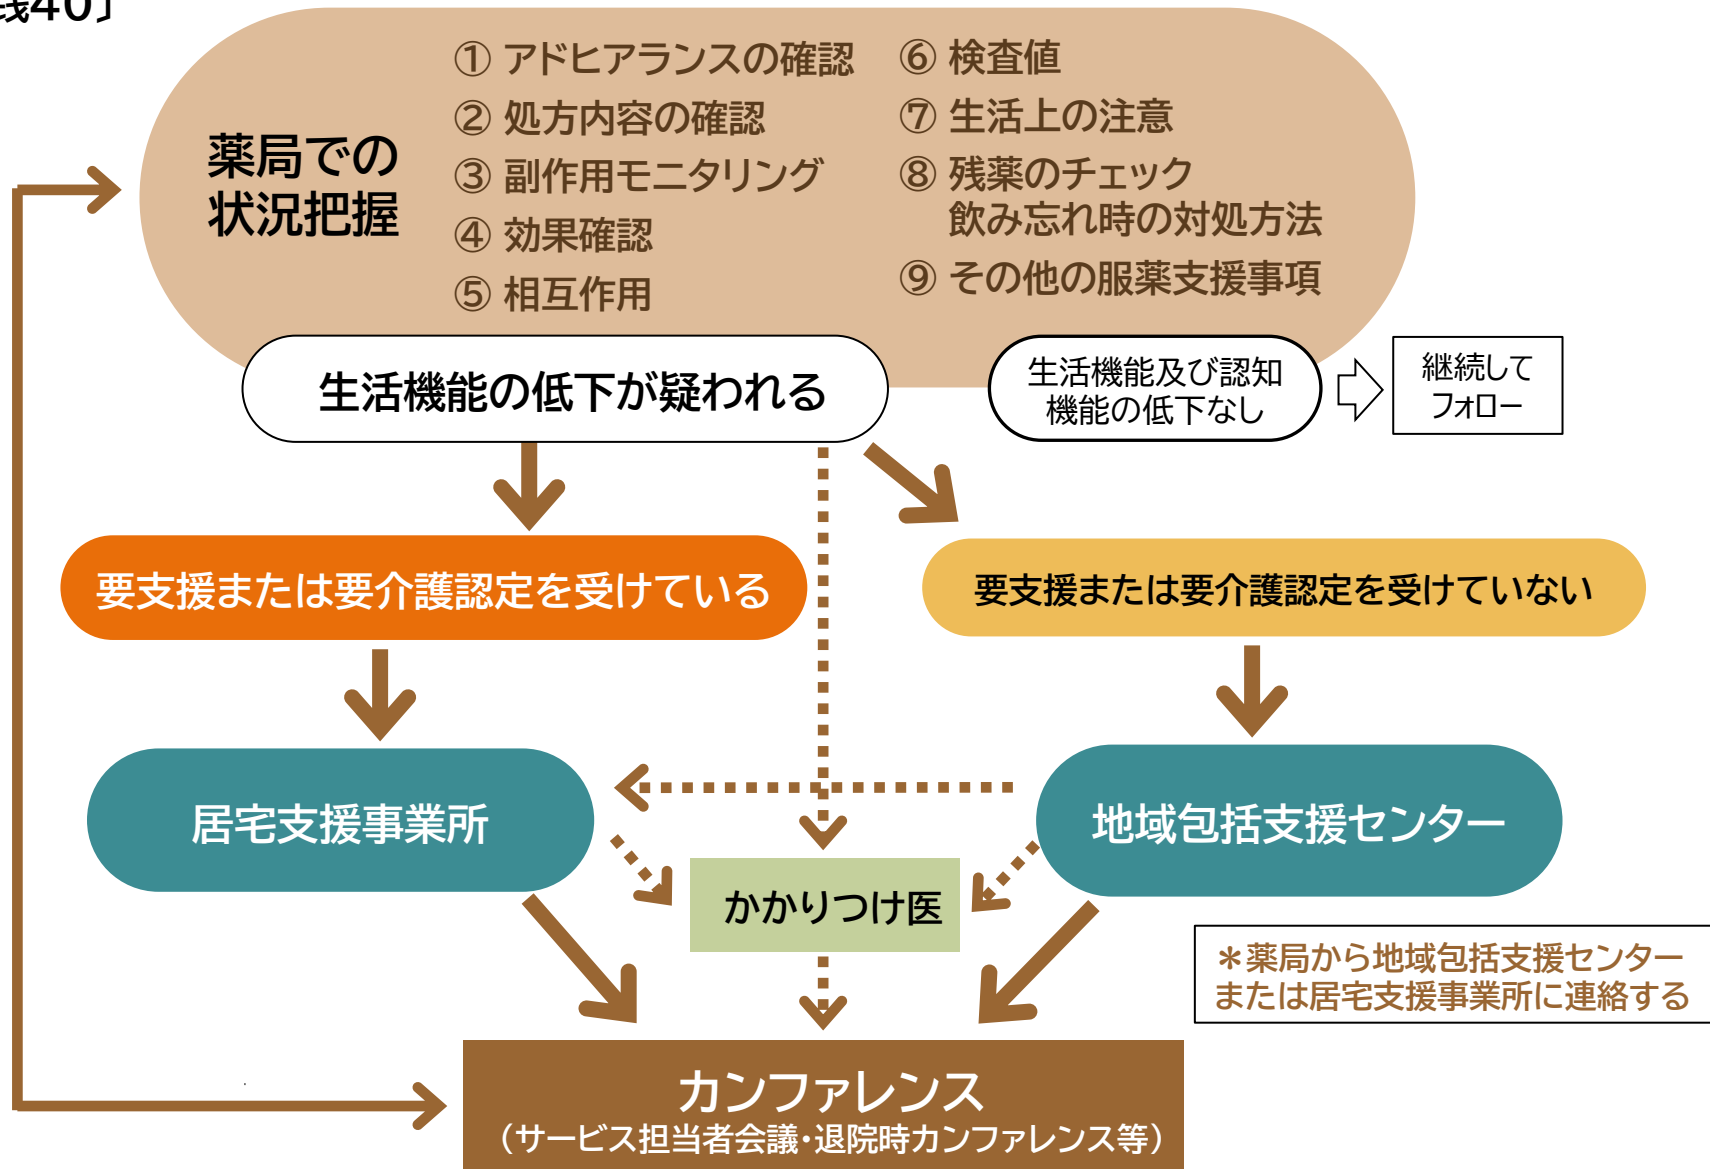 践40〕
薬局での
状況把握
① アドヒアランスの確認
② 処方内容の確認
③ 副作用モニタリング
④ 効果確認
⑤ 相互作用
⑥ 検査値
⑦ 生活上の注意
⑧ 残薬のチェック
飲み忘れ時の対処方法
⑨ その他の服薬支援事項
生活機能の低下が疑われる
生活機能及び認知
機能の低下なし
継続して
フォロー
要支援または要介護認定を受けている
要支援または要介護認定を受けていない
居宅支援事業所
地域包括支援センター
かかりつけ医
＊薬局から地域包括支援センター
または居宅支援事業所に連絡する
カンファレンス
（サービス担当者会議・退院時カンファレンス等）